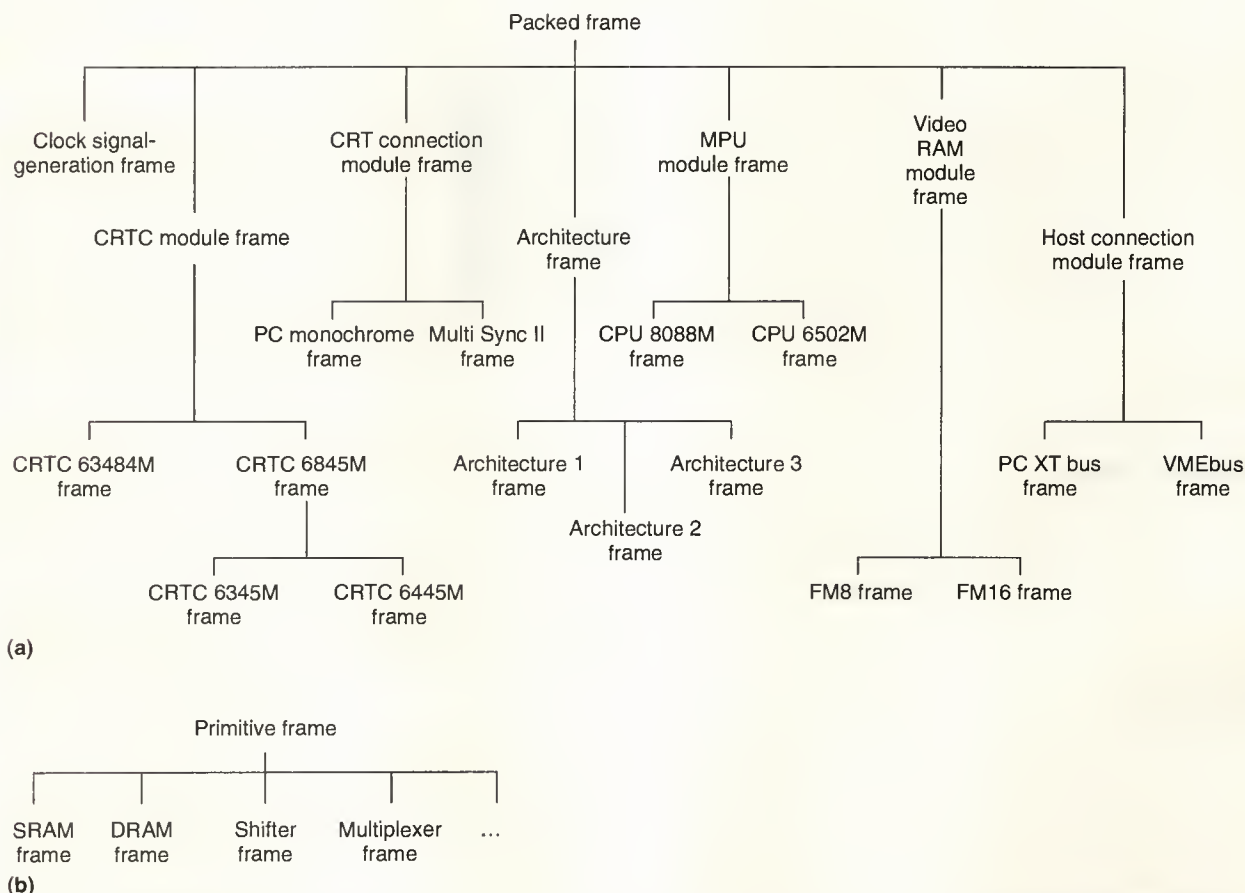 Packed frame
Clock signal-
generation frame
CRT connection
module frame
MPU
module frame
Video
RAM
module
frame
CRTC module frame
Architecture
frame
Host connection
module frame
PC monochrome
frame
Multi Sync II
frame
CPU 8088M
frame
CPU 6502M
frame
CRTC 63484M
frame
CRTC 6845M
frame
Architecture 1
frame
Architecture 3
frame
PC XT bus
frame
VMEbus
frame
Architecture 2
frame
CRTC 6345M
frame
CRTC 6445M
frame
FM8 frame
FM16 frame
(a)
Primitive frame
SRAM
frame
DRAM
frame
Shifter
frame
Multiplexer
frame
...
(b)